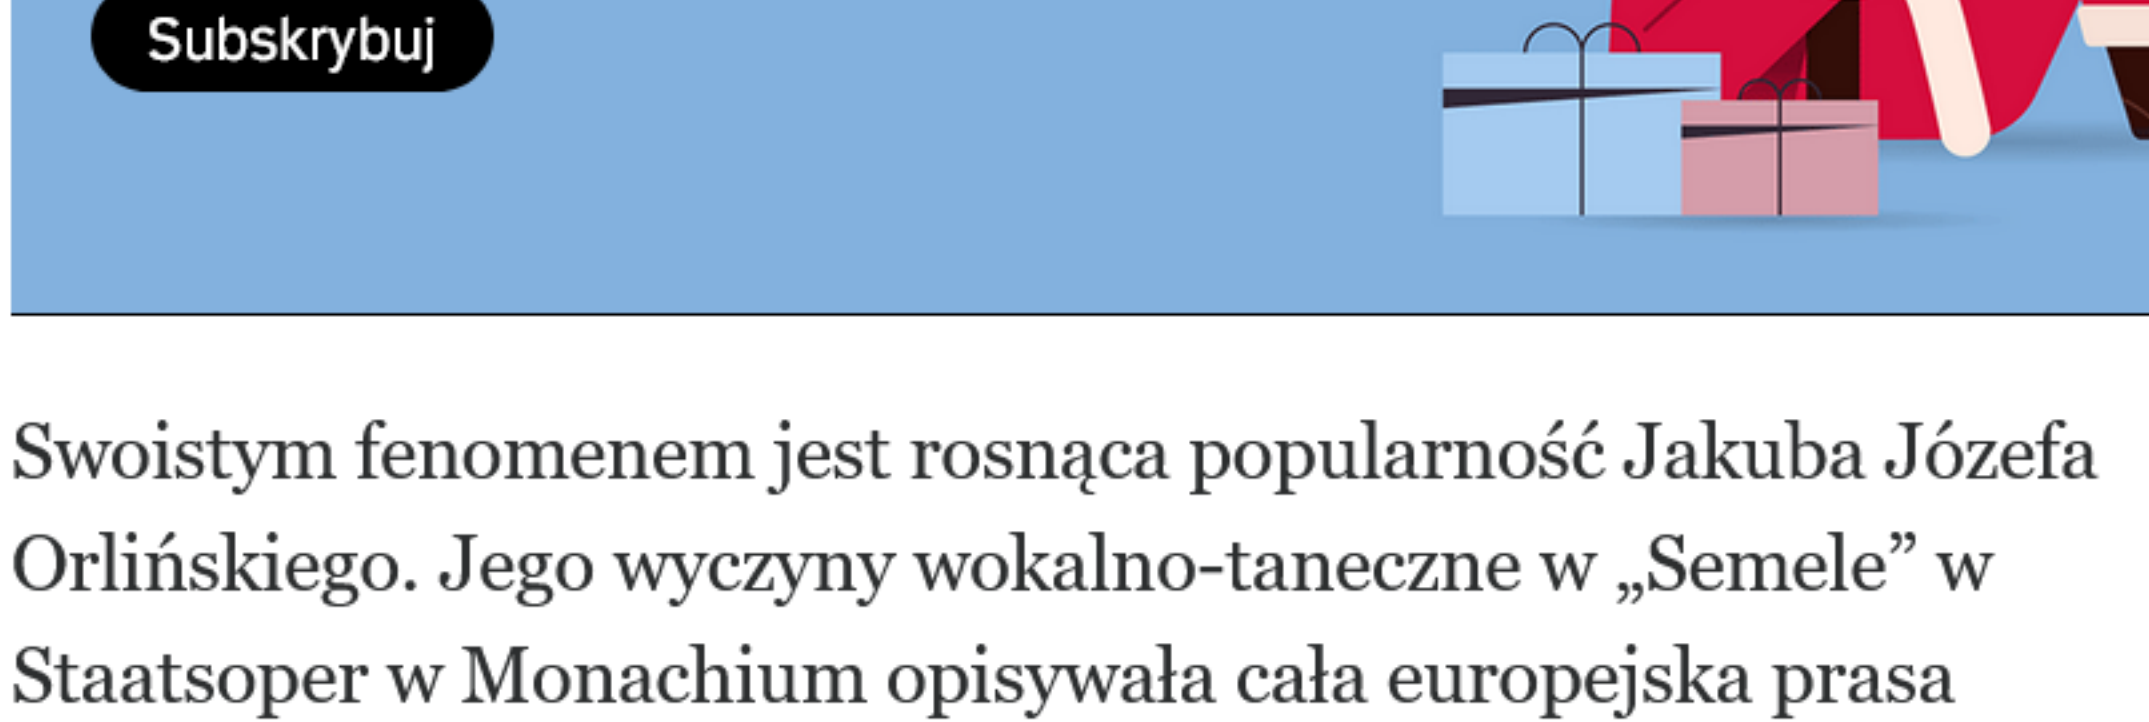 Subskrybuj
Swoistym fenomenem jest rosnąca popularność Jakuba Józefa
Orlińskiego. Jego wyczyny wokalno-taneczne w „Semele” w
Staatsoper w Monachium opisywała cała europejska prasa